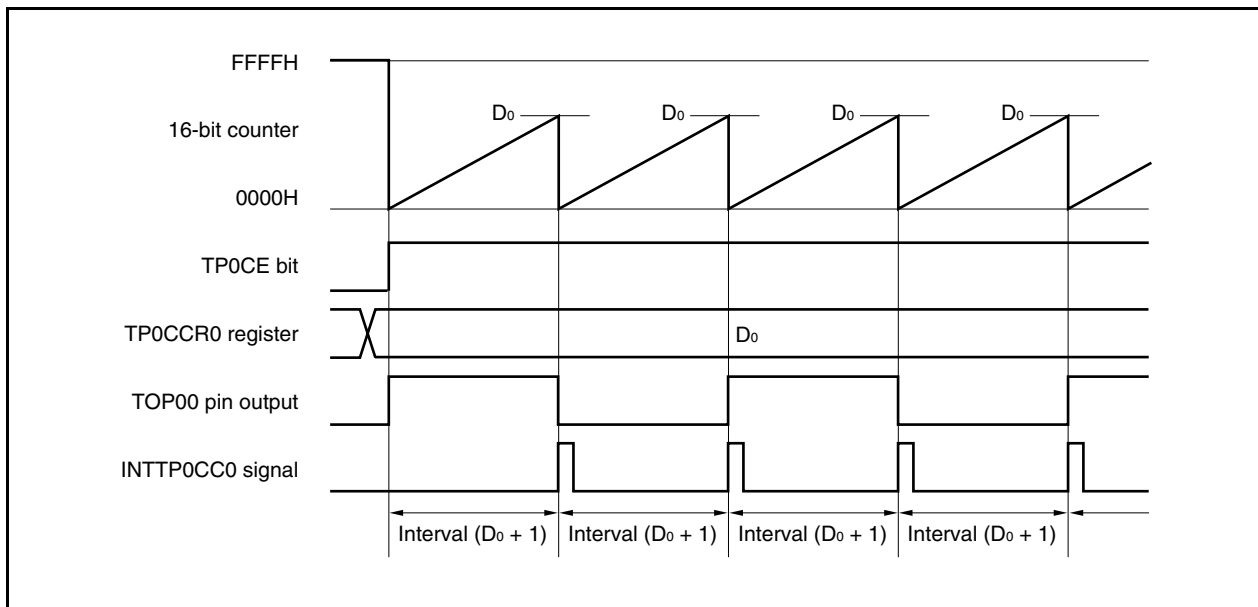 FFFFH
D0 D0 D0 D0
16-bit counter
0000H
TP0CE bit
TP0CCR0 register D0
TOP00 pin output
INTTP0CC0 signal
Interval (D0 + 1) Interval (D0 + 1) Interval (D0 + 1) Interval (D0 + 1)